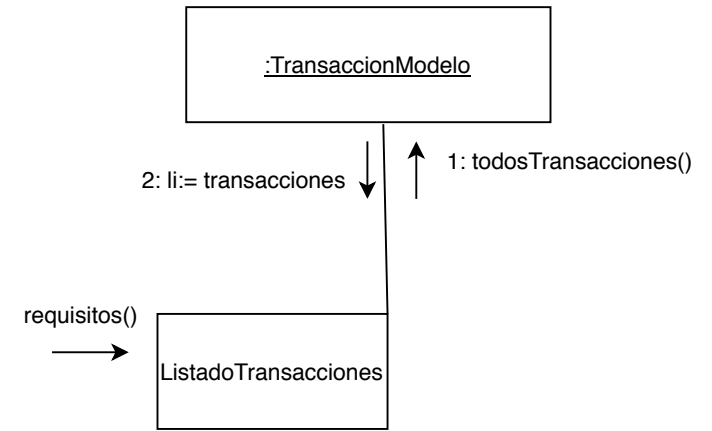 :TransaccionModelo
1: todosTransacciones()
2: li:= transacciones
requisitos()
ListadoTransacciones